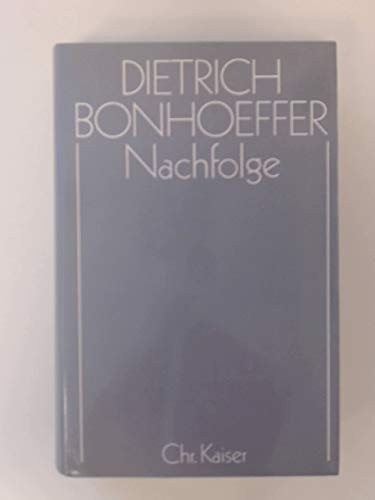 DIETRICH
BONHOEFFER
Nachfolge
Chr. Kaiser